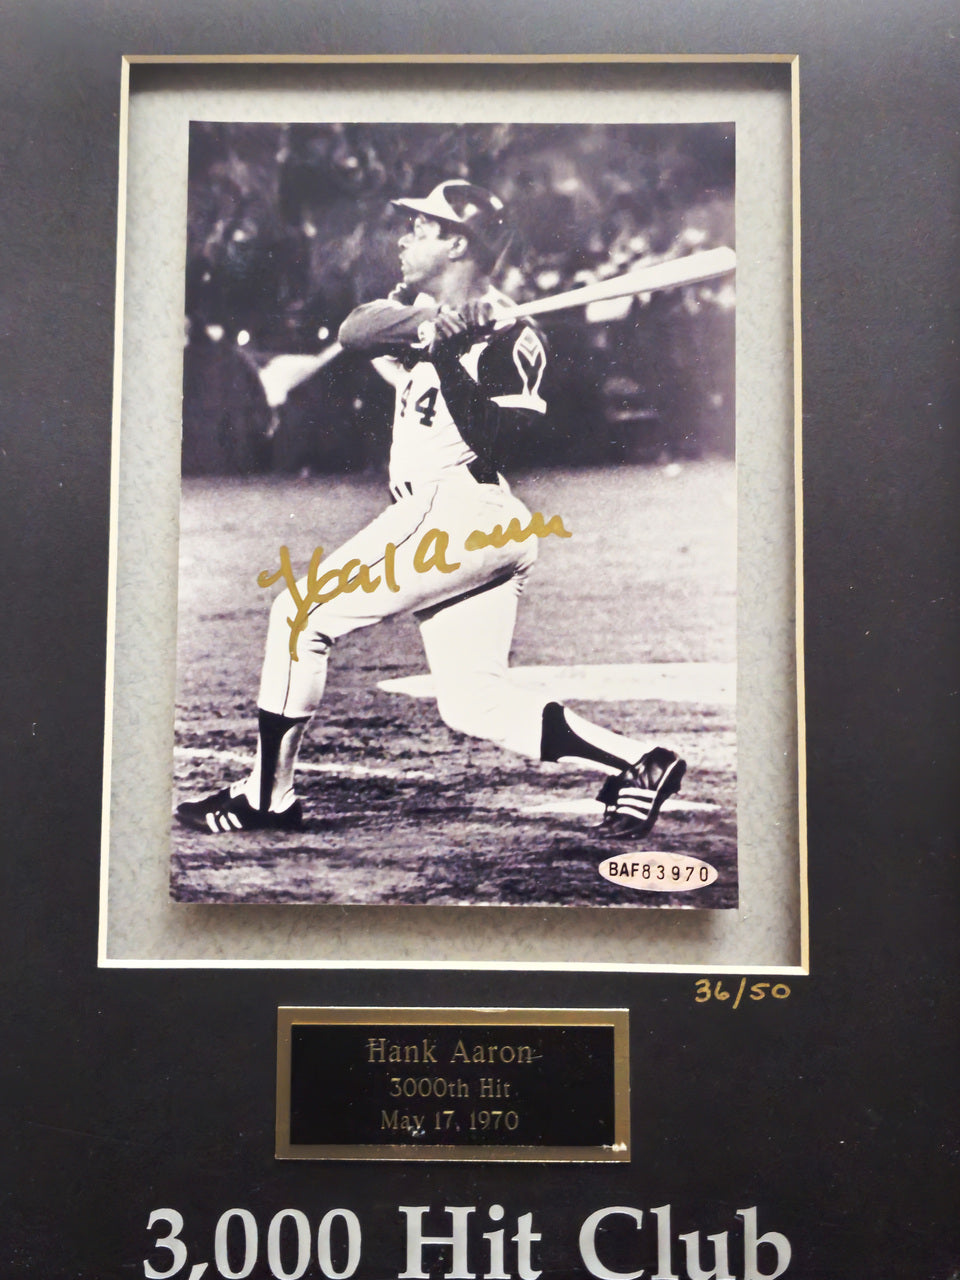 44
Hank Aaron
BAF83970
36/50
Hank Aaron
3000th Hit
May 17, 1970
3,000 Hit Club